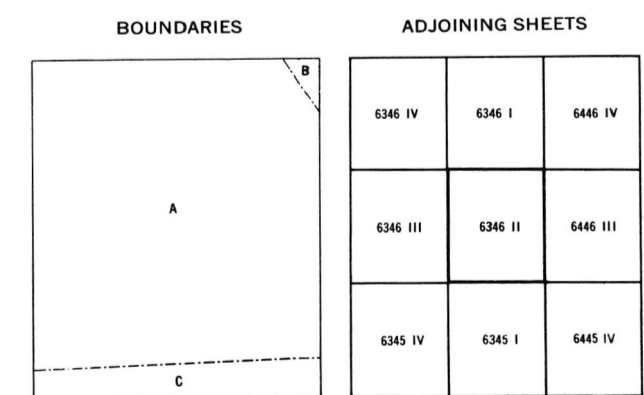 BOUNDARIES
B
A
C
ADJOINING SHEETS
6346 IV 6346 I 6446 IV
6346 III 6346 II 6446 III
6345 IV 6345 I 6445 IV